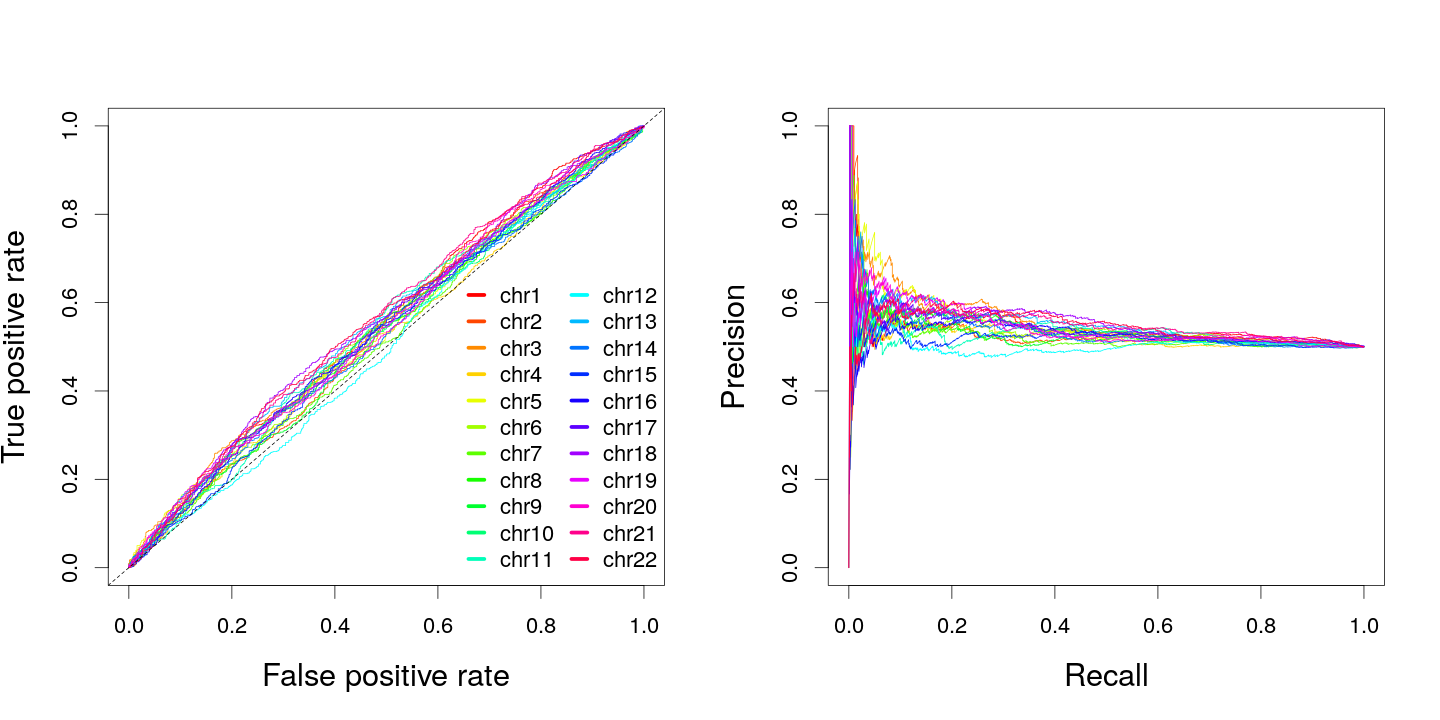 True positive rate
1.0
0.8
0.6
0.4
0.2
0.0
chr1 chr12
chr2 chr13
chr3 chr14
chr4 chr15
chr5 chr16
chr6 chr17
chr7 chr18
chr8 chr19
chr9 chr20
chr10 chr21
chr11 chr22
0.0 0.2 0.4 0.6 0.8 1.0
False positive rate
Precision
1.0
0.8
0.6
0.4
0.2
0.0
0.0 0.2 0.4 0.6 0.8 1.0
Recall